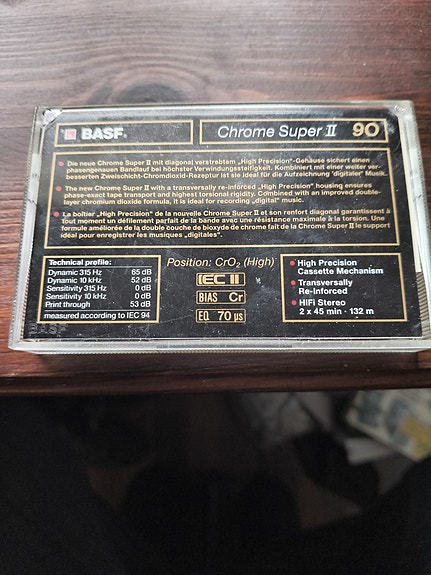 BASF
Chrome Super II 90
• Die neue Chrome Super II mit diagonal verstrebtem „High Precision"-Gehäuse sichert einen
phasengenauen Bandlauf bei höchster Verwindungssteifigkeit. Kombiniert mit einer weiter ver-
besserten Zweischicht-Chromdioxid-Rezeptur ist sie ideal für die Aufzeichnung 'digitaler' Musik.
• The new Chrome Super II with a transversally re-inforced „High Precision" housing ensures
phase-exact tape transport and highest torsional rigidity. Combined with an improved double-
layer chromium dioxide formula, it is ideal for recording „digital" music.
• La boîtier „High Precision" de la nouvelle Chrome Super II et son renfort diagonal garantissent à
tout moment un défilement parfait de la bande avec une résistance maximale à la torsion. Une
formule améliorée de la double couche de bioxyde de chrome fait de la Chrome Super II le support
idéal pour enregistrer les musiques „digitales".
Technical profile:
Dynamic 315 Hz 65 dB
Dynamic 10 kHz 52 dB
Sensitivity 315 Hz 0 dB
Sensitivity 10 kHz 0 dB
Print through 53 dB
measured according to IEC 94
Position: CrO₂ (High)
IEC II
BIAS Cr
EQ 70 µs
• High Precision
Cassette Mechanism
• Transversally
Re-Inforced
• HiFi Stereo
2 x 45 min · 132 m
BASF